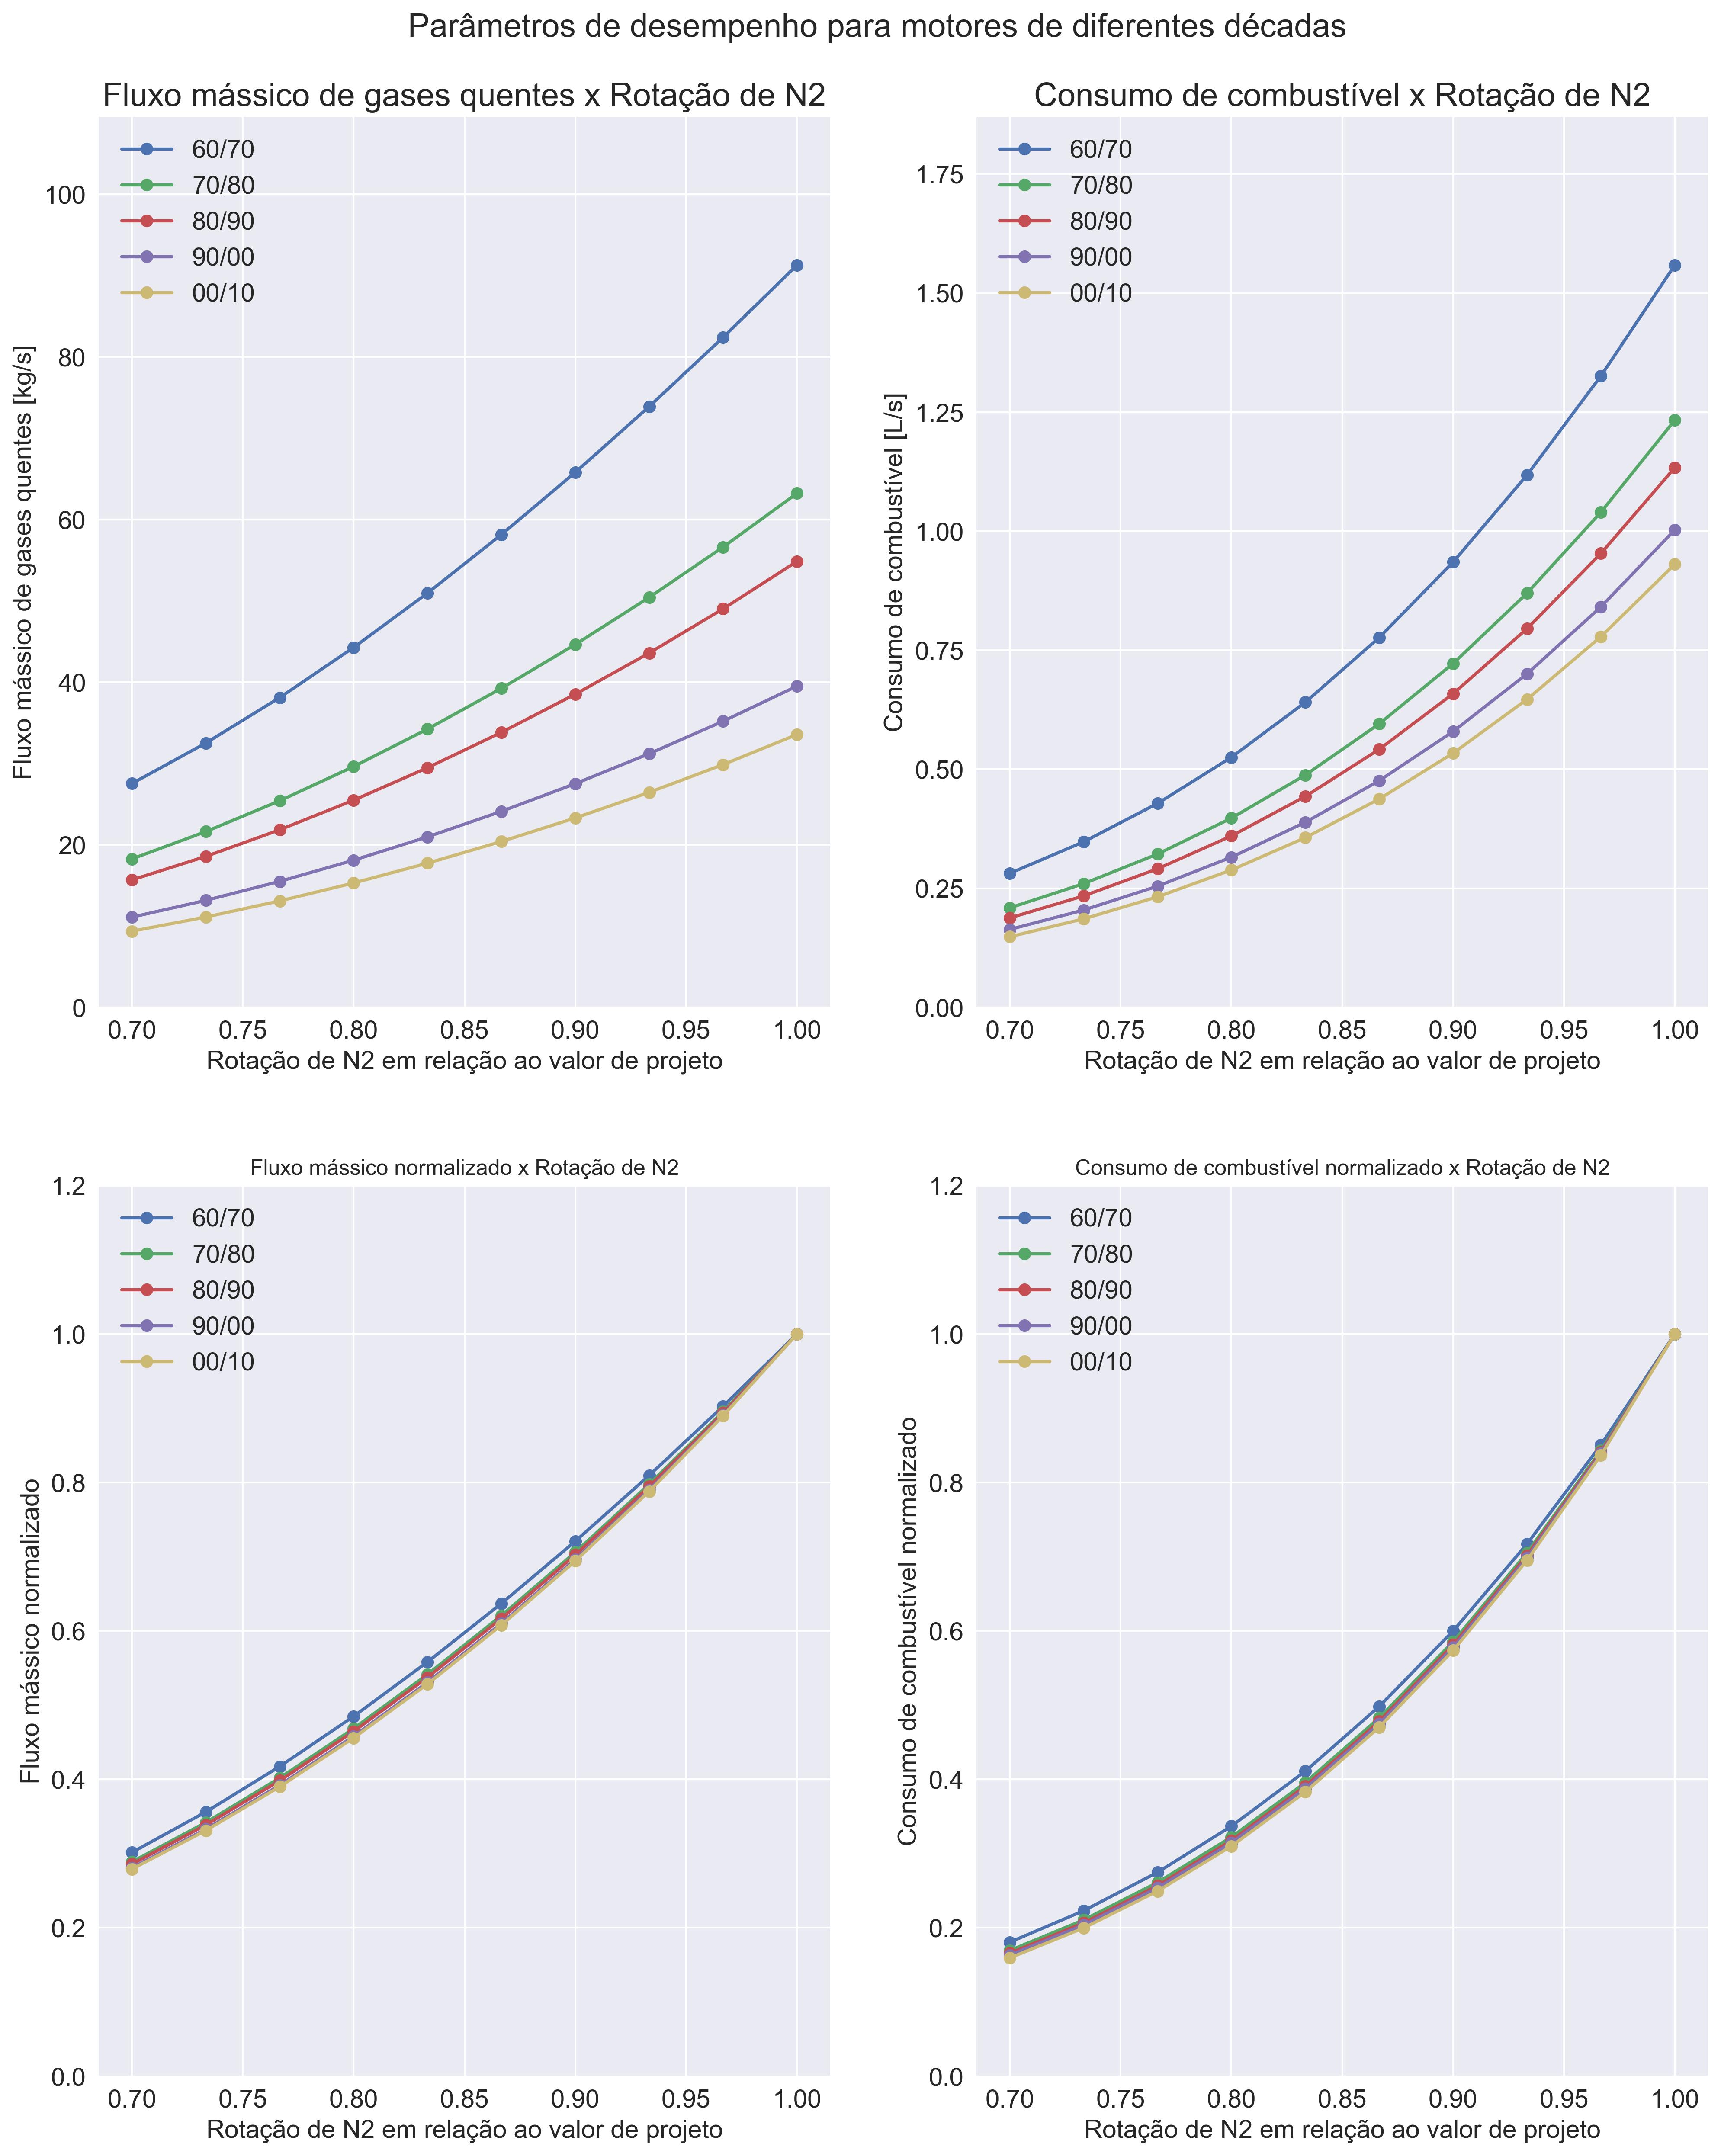 Parâmetros de desempenho para motores de diferentes décadas
Fluxo mássico de gases quentes x Rotação de N2
60/70
70/80
80/90
90/00
00/10
Fluxo mássico de gases quentes [kg/s]
100
80
60
40
20
0
0.70 0.75 0.80 0.85 0.90 0.95 1.00
Rotação de N2 em relação ao valor de projeto
Consumo de combustível x Rotação de N2
60/70
70/80
80/90
90/00
00/10
Consumo de combustível [L/s]
1.75
1.50
1.25
1.00
0.75
0.50
0.25
0.00
0.70 0.75 0.80 0.85 0.90 0.95 1.00
Rotação de N2 em relação ao valor de projeto
Fluxo mássico normalizado x Rotação de N2
60/70
70/80
80/90
90/00
00/10
Fluxo mássico normalizado
1.2
1.0
0.8
0.6
0.4
0.2
0.0
0.70 0.75 0.80 0.85 0.90 0.95 1.00
Rotação de N2 em relação ao valor de projeto
Consumo de combustível normalizado x Rotação de N2
60/70
70/80
80/90
90/00
00/10
Consumo de combustível normalizado
1.2
1.0
0.8
0.6
0.4
0.2
0.0
0.70 0.75 0.80 0.85 0.90 0.95 1.00
Rotação de N2 em relação ao valor de projeto